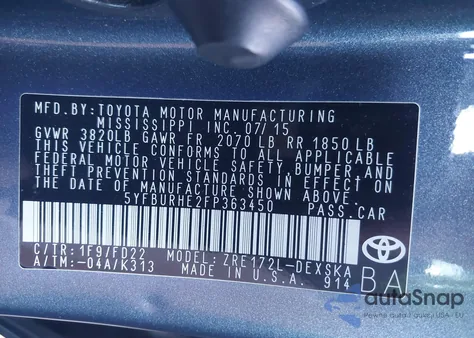 MFD.BY:TOYOTA MOTOR MANUFACTURING
MISSISSIPPI INC. 07/15
GVWR 3820LB GAWR FR 2070 LB RR 1850 LB
THIS VEHICLE CONFORMS TO ALL APPLICABLE
FEDERAL MOTOR VEHICLE SAFETY, BUMPER, AND
THEFT PREVENTION STANDARDS IN EFFECT ON
THE DATE OF MANUFACTURE SHOWN ABOVE.
5YFBURHE2FP363450 PASS.CAR
C/TR:1F9/FD22 MODEL:ZRE172L-DEXSKA
A/TM:-04A/K313 MADE IN U.S.A. 914
TOYOTA
BA
autoSnap